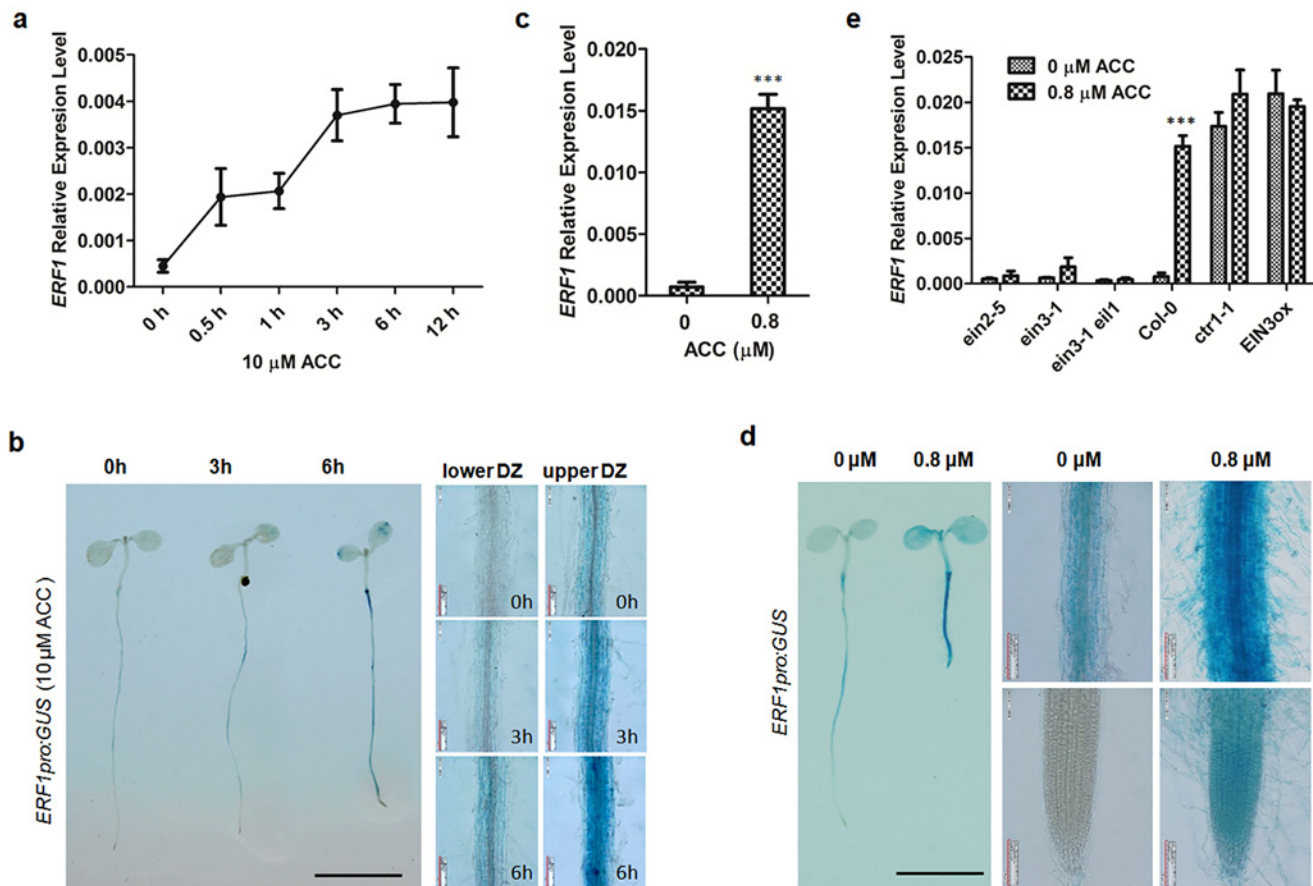 a
ERF1 Relative Expression Level
0.005
0.004
0.003
0.002
0.001
0.000
0 h
0.5 h
1 h
3 h
6 h
12 h
10 μM ACC
c
ERF1 Relative Expression Level
0.020
0.015
0.010
0.005
0.000
***
0
0.8
ACC (μM)
e
ERF1 Relative Expresion Level
0.025
0.020
0.015
0.010
0.005
0.000
0 μM ACC
0.8 μM ACC
***
ein2-5
ein3-1
ein3-1 eil1
Col-0
ctr1-1
EIN3ox
b
ERF1pro:GUS (10 μM ACC)
0h 3h 6h
lower DZ upper DZ
0h 0h
3h 3h
6h 6h
d
ERF1pro:GUS
0 μM 0.8 μM 0 μM 0.8 μM